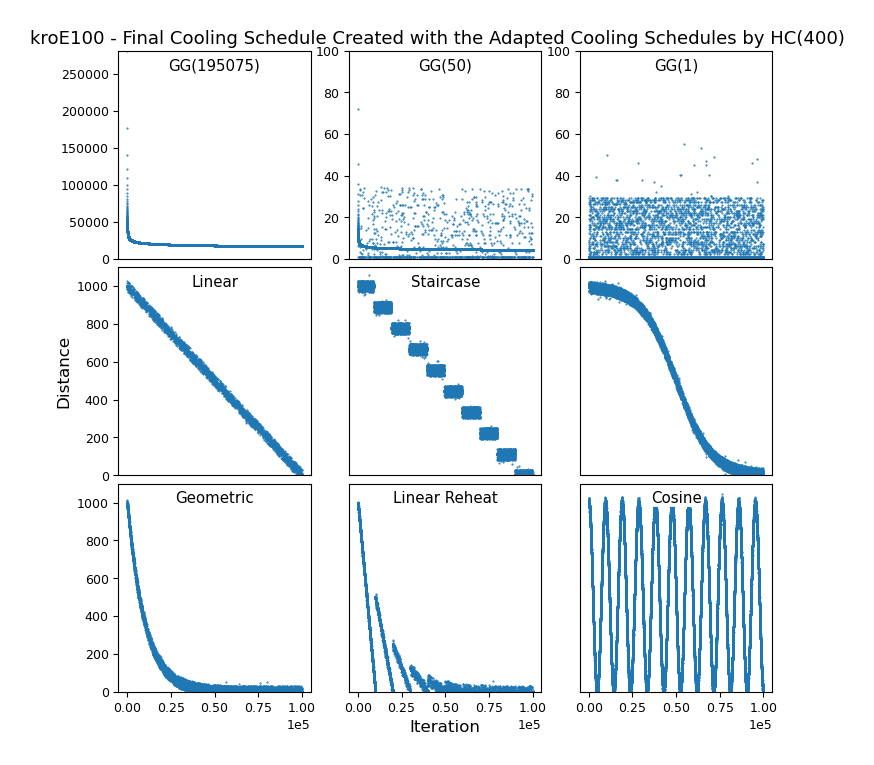 kroE100 - Final Cooling Schedule Created with the Adapted Cooling Schedules by HC(400)
GG(195075)
250000
200000
150000
100000
50000
0
GG(50)
100
80
60
40
20
0
GG(1)
100
80
60
40
20
0
Distance
Linear
1000
800
600
400
200
0
Staircase
Sigmoid
Geometric
1000
800
600
400
200
0
0.00 0.25 0.50 0.75 1.00
1e5
Linear Reheat
0.00 0.25 0.50 0.75 1.00
1e5
Cosine
0.00 0.25 0.50 0.75 1.00
1e5
Iteration